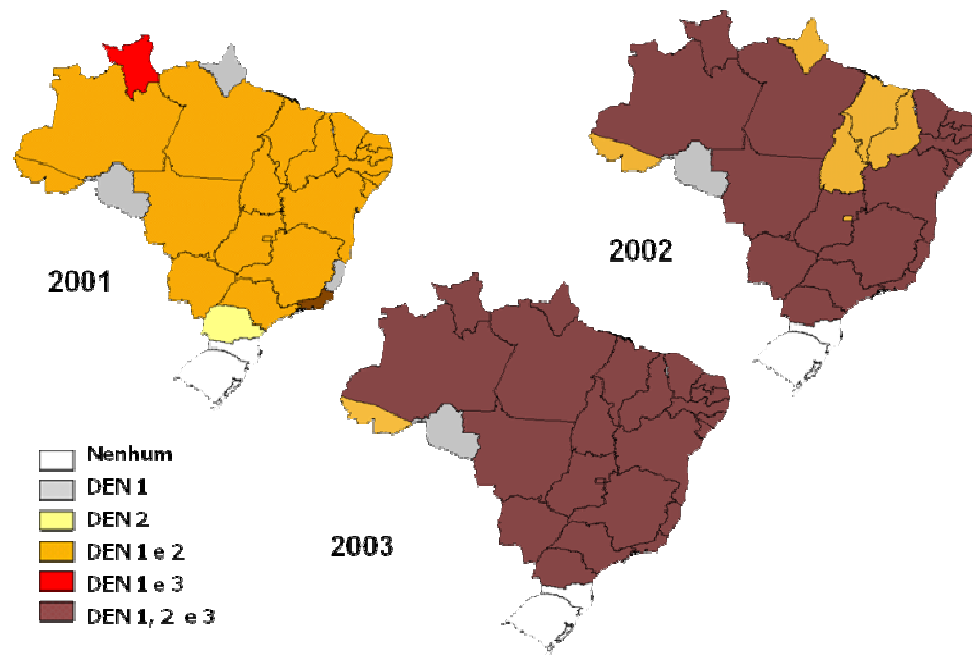 2001
2002
2003
Nenhum
DEN 1
DEN 2
DEN 1 e 2
DEN 1 e 3
DEN 1, 2 e 3